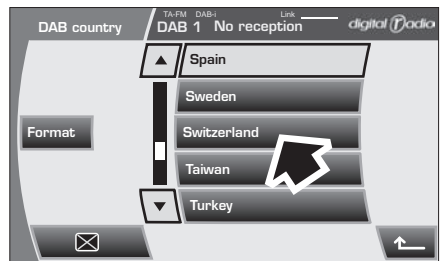 TA-FM DAB-i Link
DAB country DAB 1 No reception digital radio
Spain
Sweden
Format Switzerland
Taiwan
Turkey